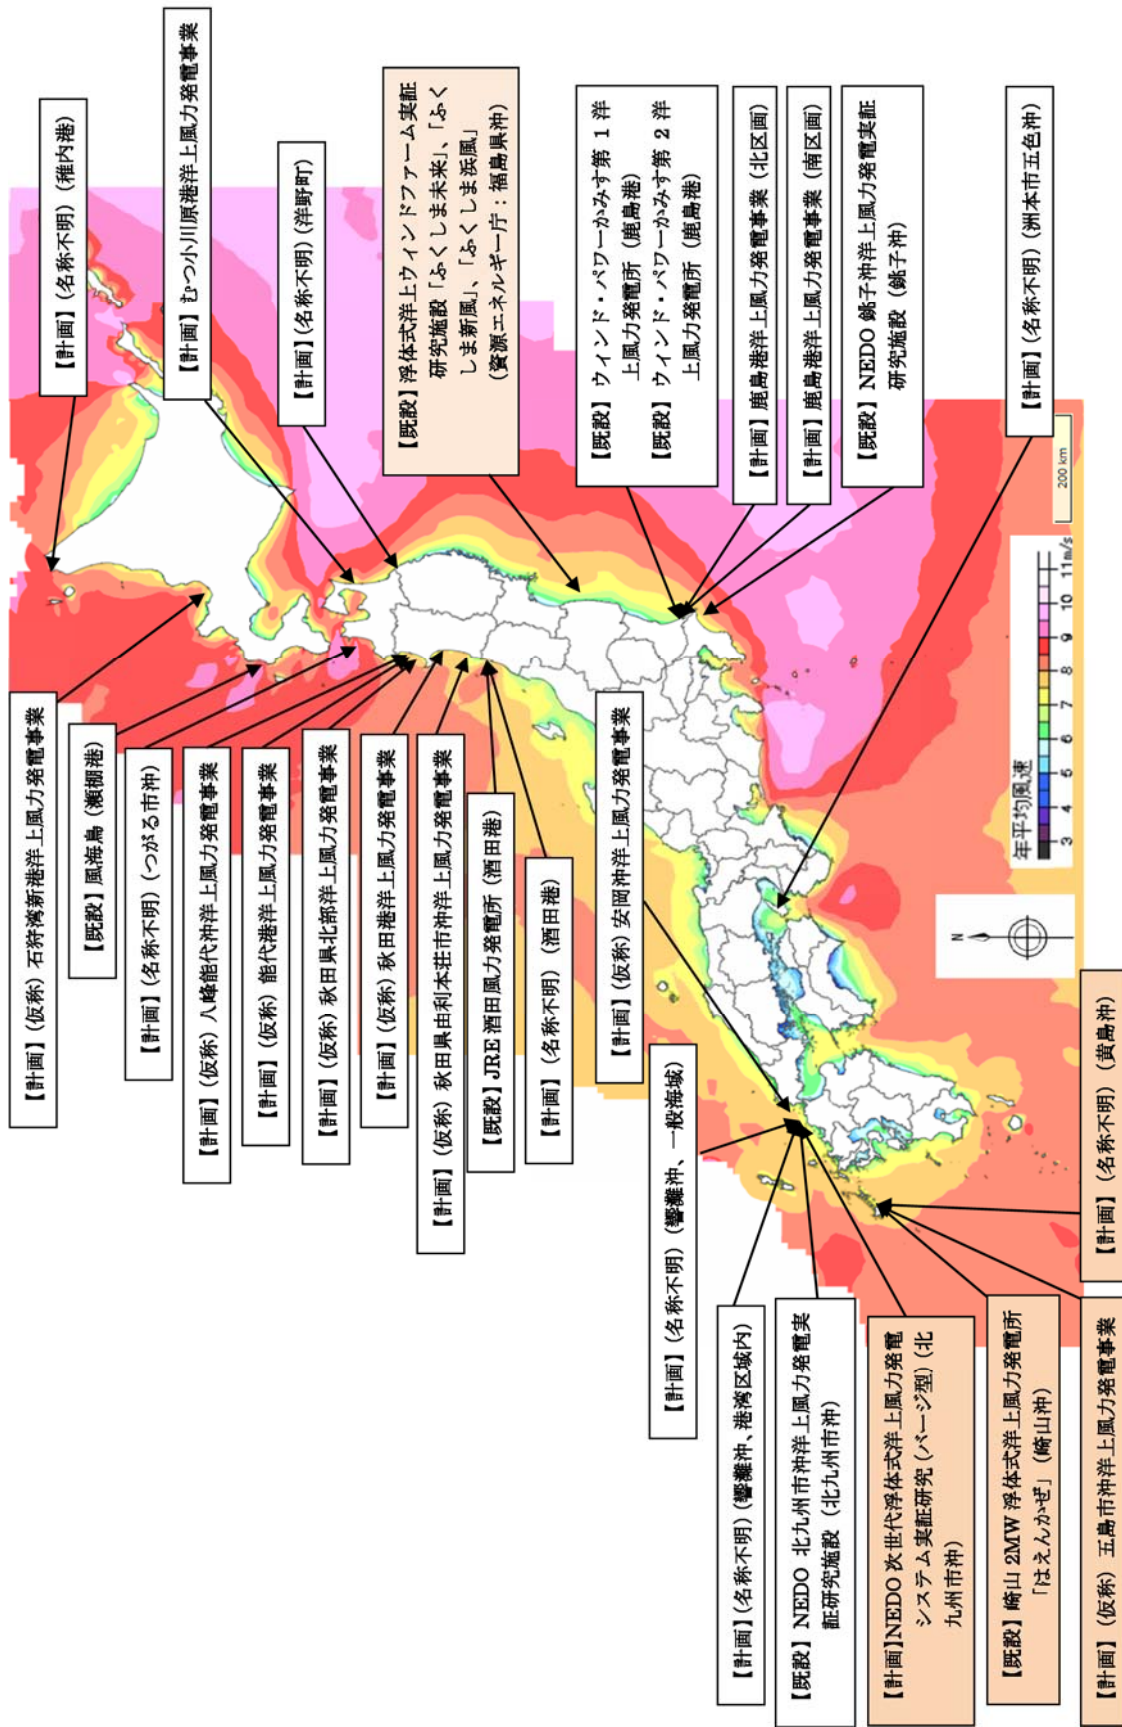 【計画】(仮称) 石狩湾新港洋上風力発電事業
【既設】風海鳥 (瀬棚港)
【計画】(名称不明) (つがる市沖)
【計画】(仮称) 八峰能代沖洋上風力発電事業
【計画】(仮称) 能代港洋上風力発電事業
【計画】(仮称) 秋田県北部洋上風力発電事業
【計画】(仮称) 秋田港洋上風力発電事業
【計画】(仮称) 秋田県由利本荘市沖洋上風力発電事業
【既設】JRE 酒田風力発電所 (酒田港)
【計画】(名称不明) (酒田港)
【計画】(仮称) 安岡沖洋上風力発電事業
【計画】(名称不明) (響灘沖、一般海域)
【計画】(名称不明) (響灘沖、港湾区域内)
【既設】NEDO 北九州市沖洋上風力発電実
証研究施設 (北九州市沖)
【計画】NEDO 次世代浮体式洋上風力発電
システム実証研究 (バージ型) (北
九州市沖)
【既設】崎山 2MW 浮体式洋上風力発電所
「はえんかぜ」 (崎山沖)
【計画】(仮称) 五島市沖洋上風力発電事業
【計画】(名称不明) (黄島沖)
【計画】(名称不明) (稚内港)
【計画】むつ小川原港洋上風力発電事業
【計画】(名称不明) (洋野町)
【既設】浮体式洋上ウィンドファーム実証
研究施設「ふくしま未来」、「ふく
しま新風」、「ふくしま浜風」
(資源エネルギー庁:福島県沖)
【既設】ウィンド・パワーかみす第 1 洋
上風力発電所 (鹿島港)
【既設】ウィンド・パワーかみす第 2 洋
上風力発電所 (鹿島港)
【計画】鹿島港洋上風力発電事業 (北区画)
【計画】鹿島港洋上風力発電事業 (南区画)
【既設】NEDO 銚子沖洋上風力発電実証
研究施設 (銚子沖)
【計画】(名称不明) (洲本市五色沖)
N
年平均風速
3 4 5 6 7 8 9 10 11m/s
200 km